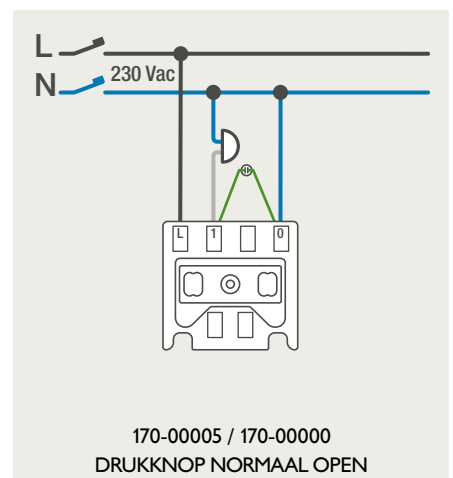 L
N 230 Vac
L 1 0
170-00005 / 170-00000
DRUKKNOP NORMAAL OPEN